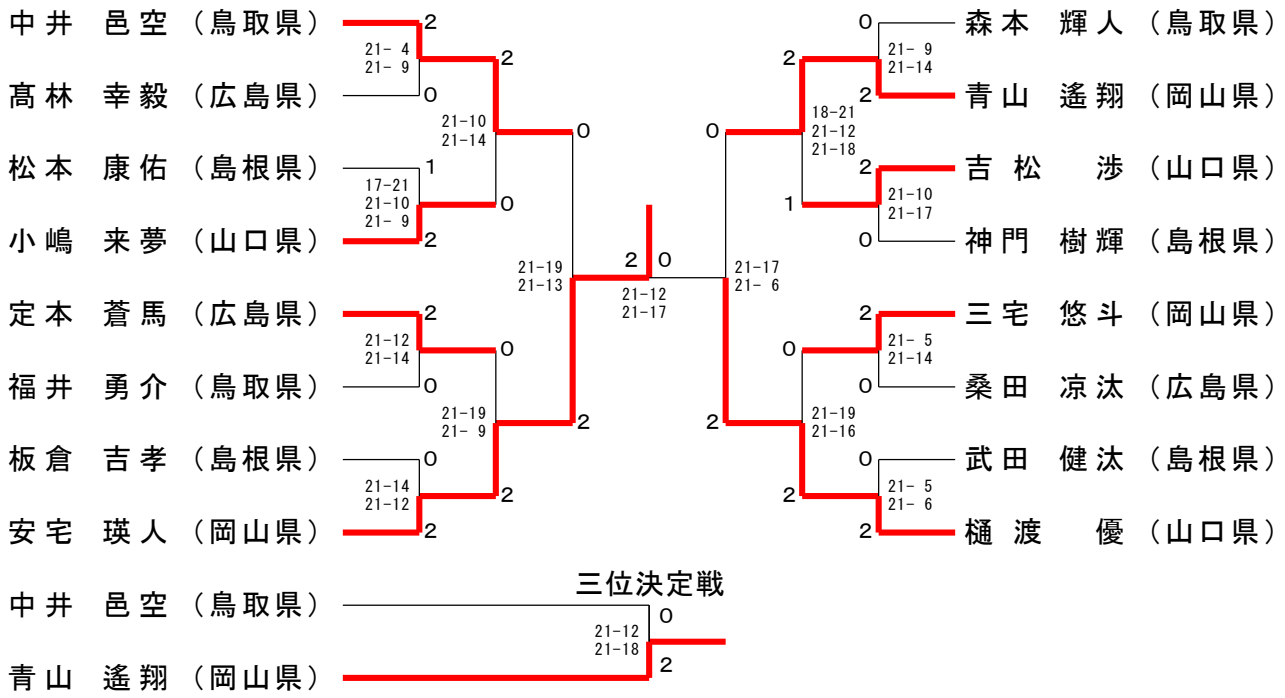 中井 邑空 (鳥取県) 2 0 森本 輝人 (鳥取県)
21- 4 2 2 21- 9
21- 9 21-14
髙林 幸毅 (広島県) 0 2 青山 遙翔 (岡山県)
21-10 18-21
21-14 0 0 21-12
21-18
松本 康佑 (島根県) 1 2 吉松 渉 (山口県)
17-21
21-10 0 1 21-10
21- 9 21-17
小嶋 来夢 (山口県) 2 0 神門 樹輝 (島根県)
21-19 2 0 21-17
21-13 21- 6
21-12
21-17
定本 蒼馬 (広島県) 2 2 三宅 悠斗 (岡山県)
21-12 0 0 21- 5
21-14 21-14
福井 勇介 (鳥取県) 0 0 桑田 凉汰 (広島県)
21-19 2 2 21-19
21- 9 21-16
板倉 吉孝 (島根県) 0 0 武田 健汰 (島根県)
21-14 2 2 21- 5
21-12 21- 6
安宅 瑛人 (岡山県) 2 2 樋渡 優 (山口県)
三位決定戦
中井 邑空 (鳥取県) 0
21-12
21-18
青山 遙翔 (岡山県) 2